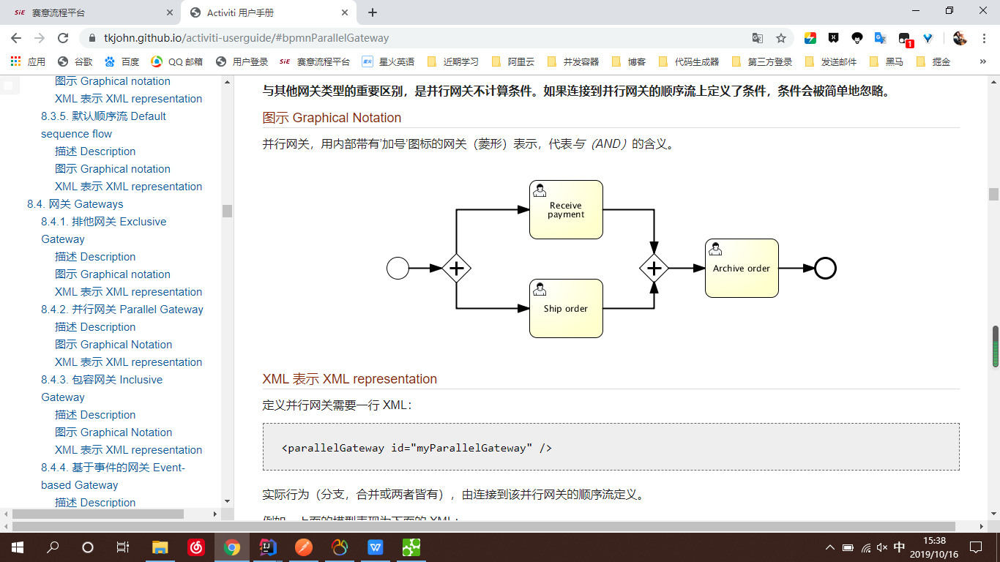 SiE 赛意流程平台
Activiti 用户手册
tkjohn.github.io/activiti-userguide/#bpmnParallelGateway
1
应用 谷歌 百度 QQ 邮箱 用户登录 SiE 赛意流程平台 星火英语 近期学习 阿里云 并发容器 博客 代码生成器 第三方登录 发送邮件 黑马 掘金 »
图示 Graphical notation
XML 表示 XML representation
8.3.5. 默认顺序流 Default
sequence flow
描述 Description
图示 Graphical notation
XML 表示 XML representation
8.4. 网关 Gateways
8.4.1. 排他网关 Exclusive
Gateway
描述 Description
图示 Graphical notation
XML 表示 XML representation
8.4.2. 并行网关 Parallel Gateway
描述 Description
图示 Graphical Notation
XML 表示 XML representation
8.4.3. 包容网关 Inclusive
Gateway
描述 Description
图示 Graphical Notation
XML 表示 XML representation
8.4.4. 基于事件的网关 Event-
based Gateway
描述 Description
与其他网关类型的重要区别，是并行网关不计算条件。如果连接到并行网关的顺序流上定义了条件，条件会被简单地忽略。
图示 Graphical Notation
并行网关，用内部带有’加号’图标的网关（菱形）表示，代表与（AND）的含义。
Receive
payment
Ship order
Archive order
XML 表示 XML representation
定义并行网关需要一行 XML：
<parallelGateway id="myParallelGateway" />
实际行为（分支，合并或两者皆有），由连接到该并行网关的顺序流定义。
例如，上面的模型表现为下面的 XML：
中
15:38
2019/10/16